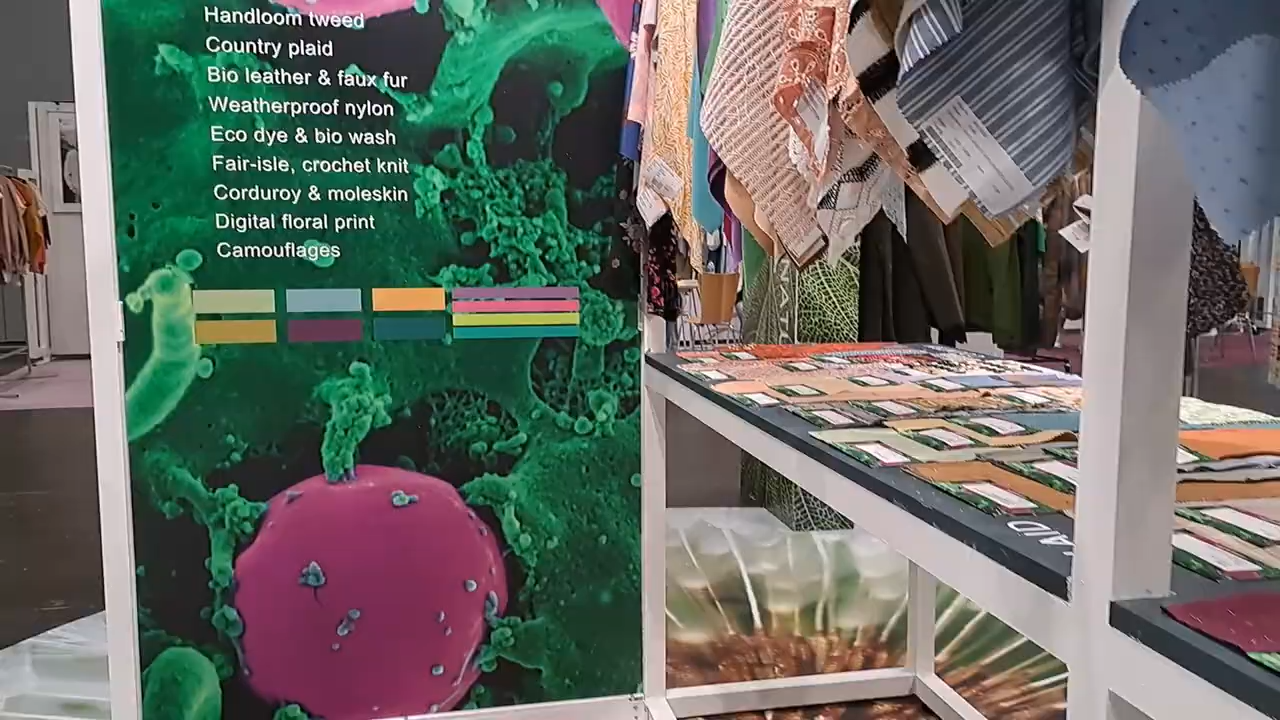 Handloom tweed
Country plaid
Bio leather & faux fur
Weatherproof nylon
Eco dye & bio wash
Fair-isle, crochet knit
Corduroy & moleskin
Digital floral print
Camouflages